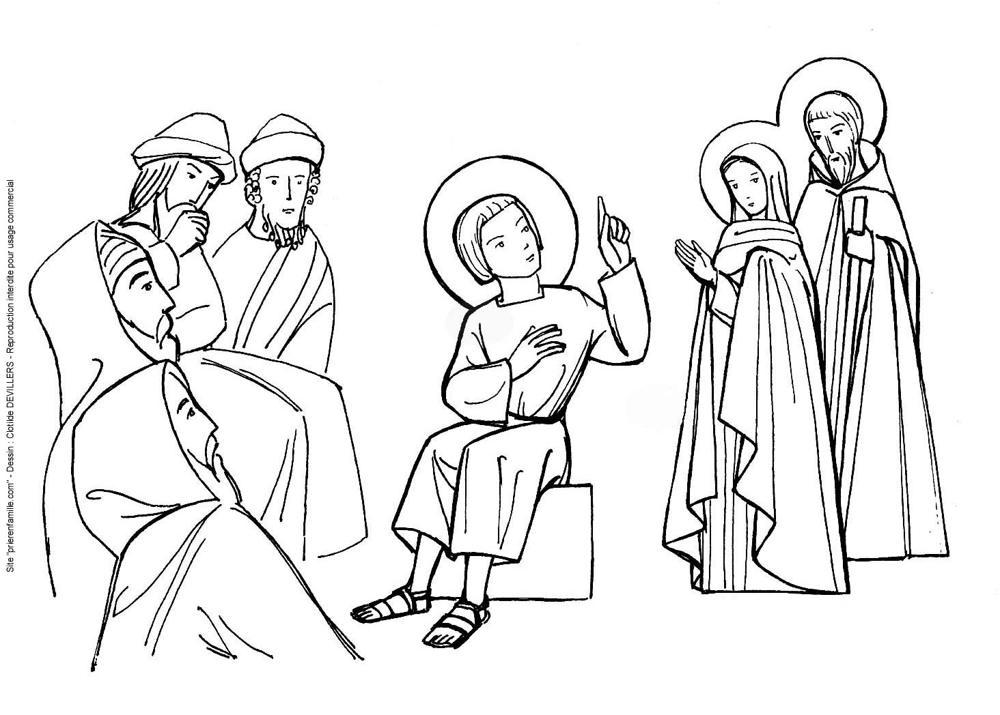 Site "prierenfamille.com" - Dessin : Clotilde DEVILLERS - Reproduction interdite pour usage commercial